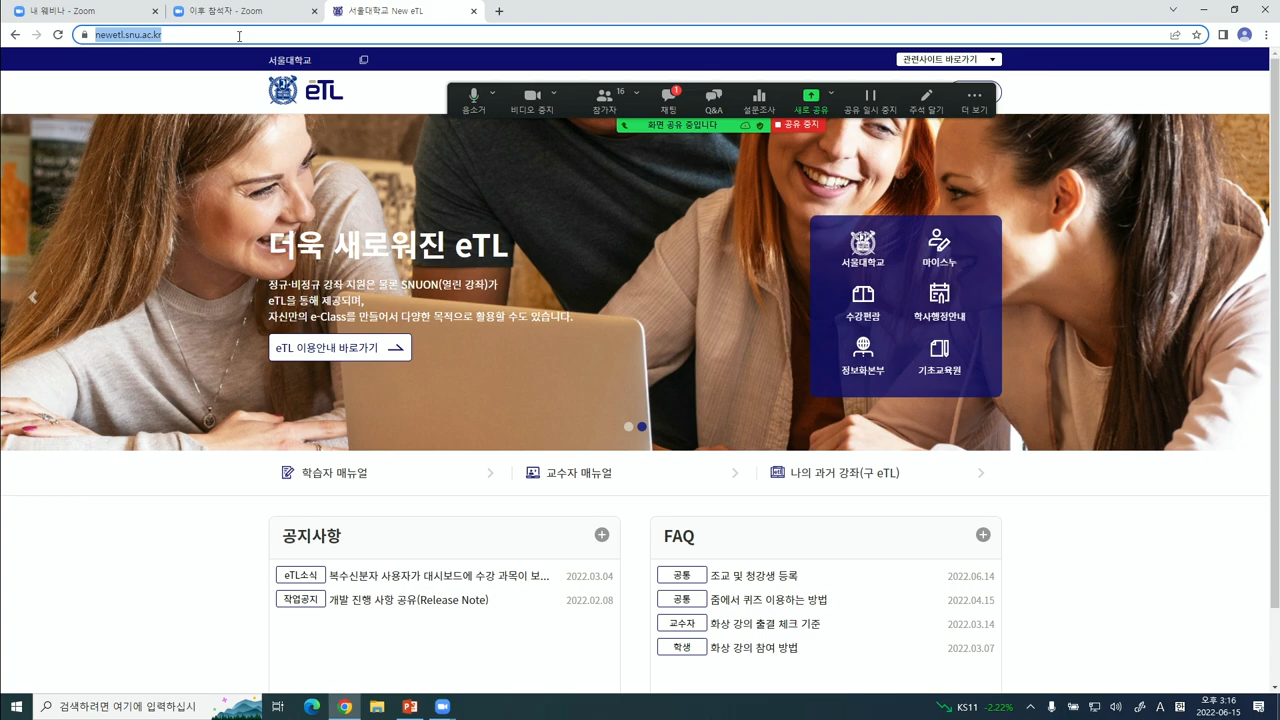 내 웨비나 - Zoom
이후 참석자 - Zoom
서울대학교 New eTL
newetl.snu.ac.kr
서울대학교
관련사이트 바로가기
eTL
음소거
비디오 중지
16
참가자
1
채팅
Q&A
설문조사
새로 공유
공유 일시 중지
주석 달기
더 보기
화면 공유 중입니다
공유 중지
더욱 새로워진 eTL
정규·비정규 강좌 지원은 물론 SNUON(열린 강좌)가
eTL을 통해 제공되며,
자신만의 e-Class를 만들어서 다양한 목적으로 활용할 수도 있습니다.
eTL 이용안내 바로가기
서울대학교
마이스누
수강편람
학사행정안내
정보화본부
기초교육원
학습자 매뉴얼
교수자 매뉴얼
나의 과거 강좌(구 eTL)
공지사항
eTL소식 복수신분자 사용자가 대시보드에 수강 과목이 보... 2022.03.04
작업공지 개발 진행 사항 공유(Release Note) 2022.02.08
FAQ
공통 조교 및 청강생 등록 2022.06.14
공통 줌에서 퀴즈 이용하는 방법 2022.04.15
교수자 화상 강의 출결 체크 기준 2022.03.14
학생 화상 강의 참여 방법 2022.03.07
검색하려면 여기에 입력하십시
KS11 -2.22%
A
한
오후 3:16
2022-06-15